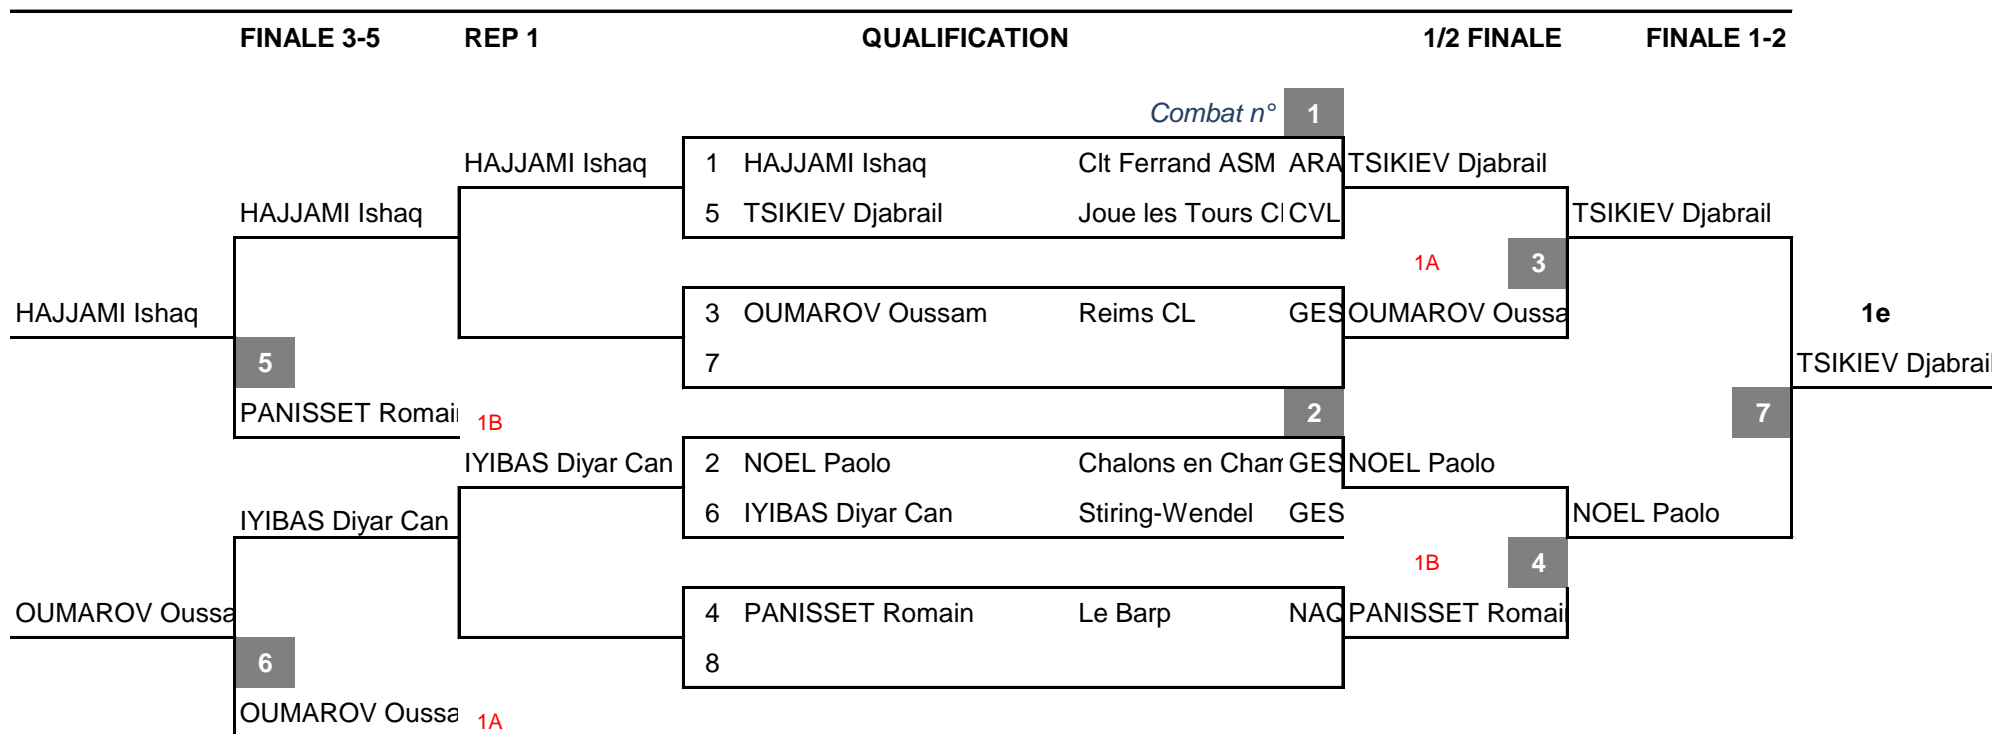 FINALE 3-5 REP 1 QUALIFICATION 1/2 FINALE FINALE 1-2
Combat n° 1
HAJJAMI Ishaq 1 HAJJAMI Ishaq Clt Ferrand ASM ARA TSIKIEV Djabrail
HAJJAMI Ishaq 5 TSIKIEV Djabrail Joue les Tours Cl CVL TSIKIEV Djabrail
1A 3
HAJJAMI Ishaq 3 OUMAROV Oussam Reims CL GES OUMAROV Oussa 1e
5 7 TSIKIEV Djabrail
PANISSET Romai 1B 2 7
IYIBAS Diyar Can 2 NOEL Paolo Chalons en Cham GES NOEL Paolo
IYIBAS Diyar Can 6 IYIBAS Diyar Can Stiring-Wendel GES NOEL Paolo
1B 4
OUMAROV Oussa 4 PANISSET Romain Le Barp NAQ PANISSET Romai
6 8
OUMAROV Oussa 1A